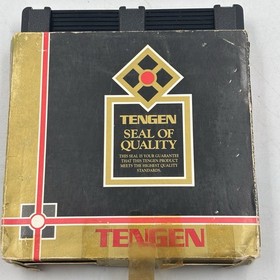 TENGEN
SEAL OF
QUALITY
THIS SEAL IS YOUR GUARANTEE
THAT THIS TENGEN PRODUCT
MEETS THE HIGHEST QUALITY
STANDARDS.
TENGEN